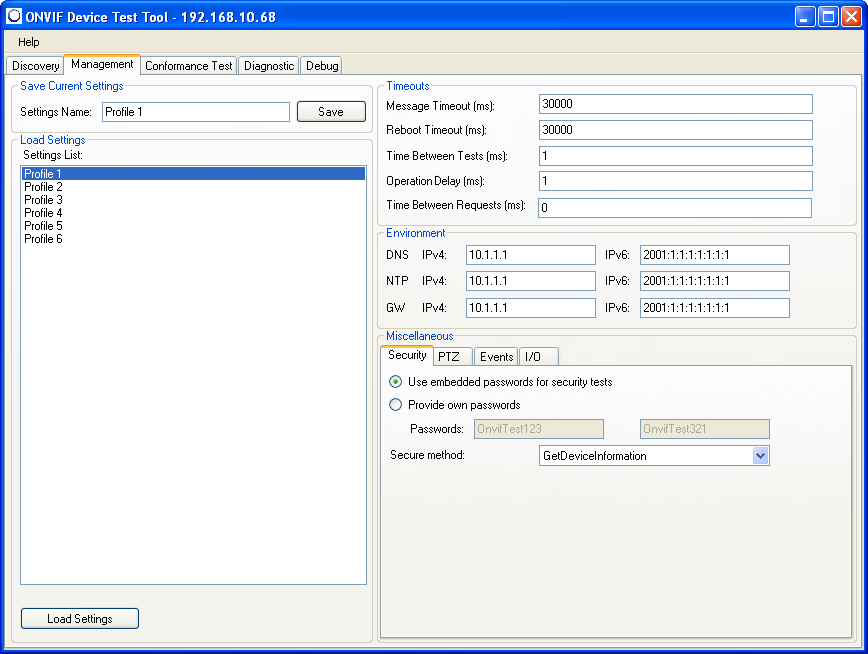 ONVIF Device Test Tool - 192.168.10.68
Help
Discovery Management Conformance Test Diagnostic Debug
Save Current Settings
Settings Name: Profile 1 Save
Load Settings
Settings List:
Profile 1
Profile 2
Profile 3
Profile 4
Profile 5
Profile 6
Load Settings
Timeouts
Message Timeout (ms): 30000
Reboot Timeout (ms): 30000
Time Between Tests (ms): 1
Operation Delay (ms): 1
Time Between Requests (ms): 0
Environment
DNS IPv4: 10.1.1.1 IPv6: 2001:1:1:1:1:1:1:1
NTP IPv4: 10.1.1.1 IPv6: 2001:1:1:1:1:1:1:1
GW IPv4: 10.1.1.1 IPv6: 2001:1:1:1:1:1:1:1
Miscellaneous
Security PTZ Events I/O
Use embedded passwords for security tests
Provide own passwords
Passwords: OnvifTest123 OnvifTest321
Secure method: GetDeviceInformation